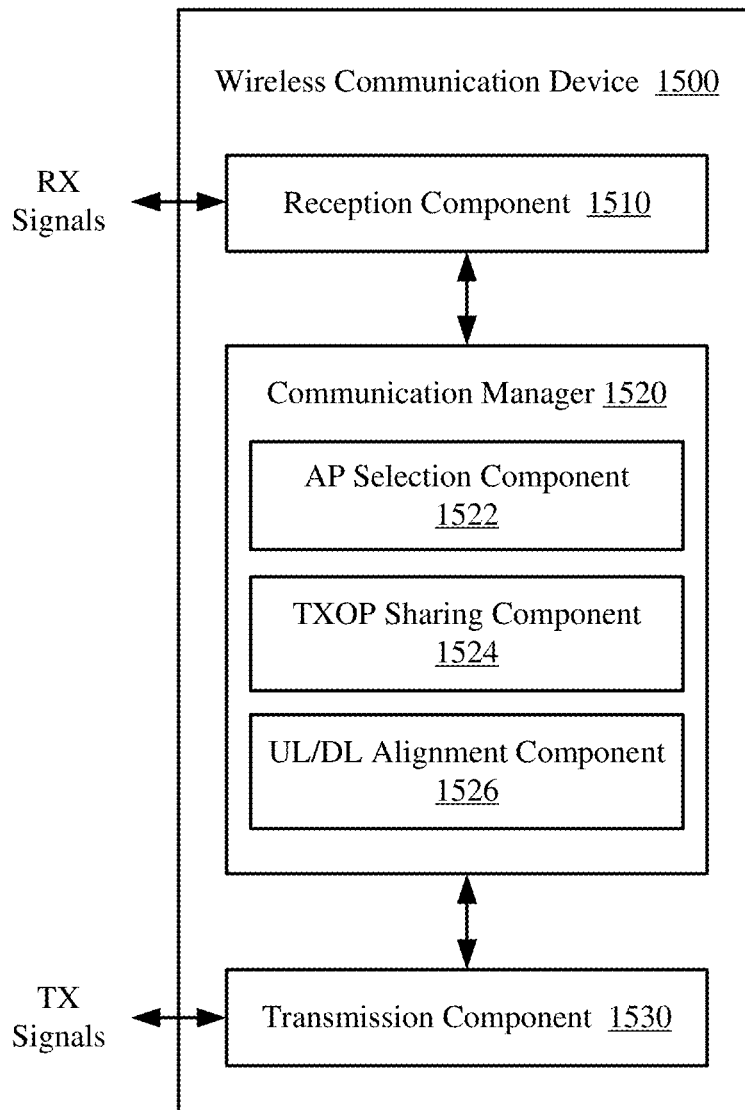 Wireless Communication Device 1500
RX
Signals
Reception Component 1510
Communication Manager 1520
AP Selection Component
1522
TXOP Sharing Component
1524
UL/DL Alignment Component
1526
TX
Signals
Transmission Component 1530